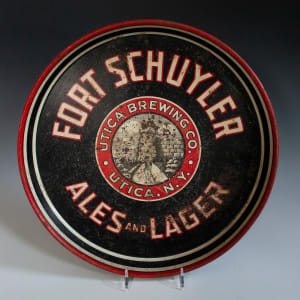 FORT SCHUYLER
UTICA BREWING CO.
UTICA, N.Y.
ALES AND LAGER